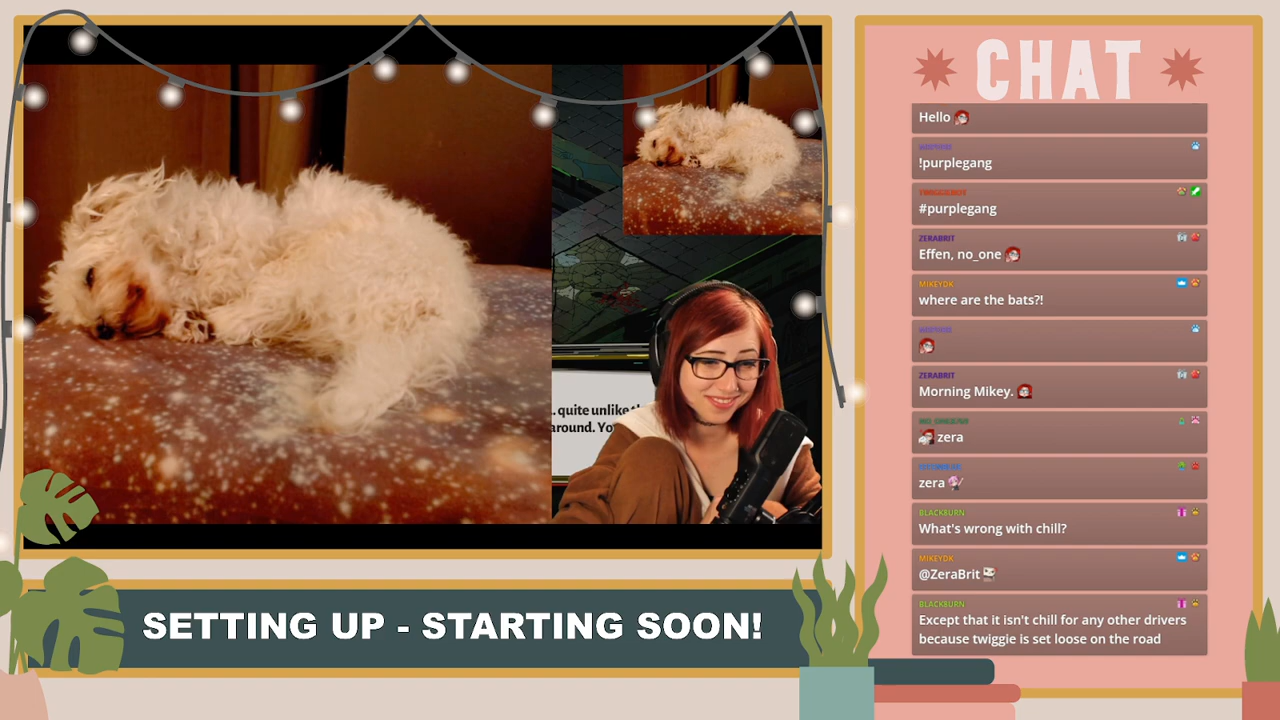 CHAT
Hello
!purplegang
#purplegang
ZERABRIT
Effen, no_one
MIKEYDK
where are the bats?!
ZERABRIT
Morning Mikey.
zera
zera
BLACKBURN
What's wrong with chill?
MIKEYDK
@ZeraBrit
BLACKBURN
Except that it isn't chill for any other drivers
because twiggie is set loose on the road
quite unlike
around. Yo
SETTING UP - STARTING SOON!